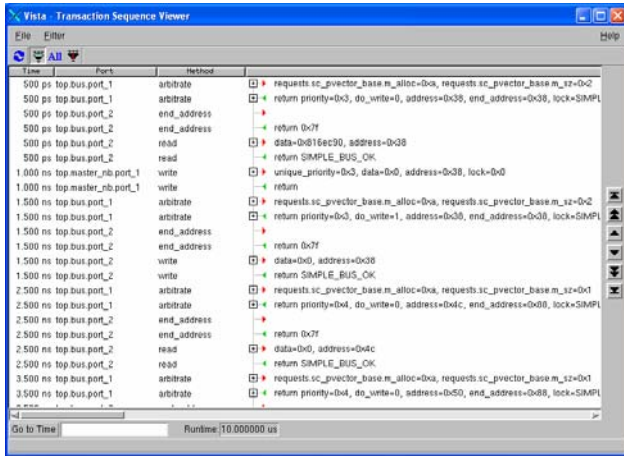 Vista - Transaction Sequence Viewer
File Filter Help
All
Time Port Method
500 ps top.bus.port_1 arbitrate requests.sc_pvector_base.m_alloc=0xa, requests.sc_pvector_base.m_sz=0x2
500 ps top.bus.port_1 arbitrate return priority=0x3, do_write=0, address=0x38, end_address=0x38, lock=SIMPL
500 ps top.bus.port_2 end_address
500 ps top.bus.port_2 end_address return 0x7f
500 ps top.bus.port_2 read data=0x816ec90, address=0x38
500 ps top.bus.port_2 read return SIMPLE_BUS_OK
1.000 ns top.master_nb.port_1 write unique_priority=0x3, data=0x0, address=0x38, lock=0x0
1.000 ns top.master_nb.port_1 write return
1.500 ns top.bus.port_1 arbitrate requests.sc_pvector_base.m_alloc=0xa, requests.sc_pvector_base.m_sz=0x2
1.500 ns top.bus.port_1 arbitrate return priority=0x3, do_write=1, address=0x38, end_address=0x38, lock=SIMPL
1.500 ns top.bus.port_2 end_address
1.500 ns top.bus.port_2 end_address return 0x7f
1.500 ns top.bus.port_2 write data=0x0, address=0x38
1.500 ns top.bus.port_2 write return SIMPLE_BUS_OK
2.500 ns top.bus.port_1 arbitrate requests.sc_pvector_base.m_alloc=0xa, requests.sc_pvector_base.m_sz=0x1
2.500 ns top.bus.port_1 arbitrate return priority=0x4, do_write=0, address=0x4c, end_address=0x88, lock=SIMPL
2.500 ns top.bus.port_2 end_address
2.500 ns top.bus.port_2 end_address return 0x7f
2.500 ns top.bus.port_2 read data=0x0, address=0x4c
2.500 ns top.bus.port_2 read return SIMPLE_BUS_OK
3.500 ns top.bus.port_1 arbitrate requests.sc_pvector_base.m_alloc=0xa, requests.sc_pvector_base.m_sz=0x1
3.500 ns top.bus.port_1 arbitrate return priority=0x4, do_write=0, address=0x50, end_address=0x88, lock=SIMPL
Go to Time Runtime 10.000000 us